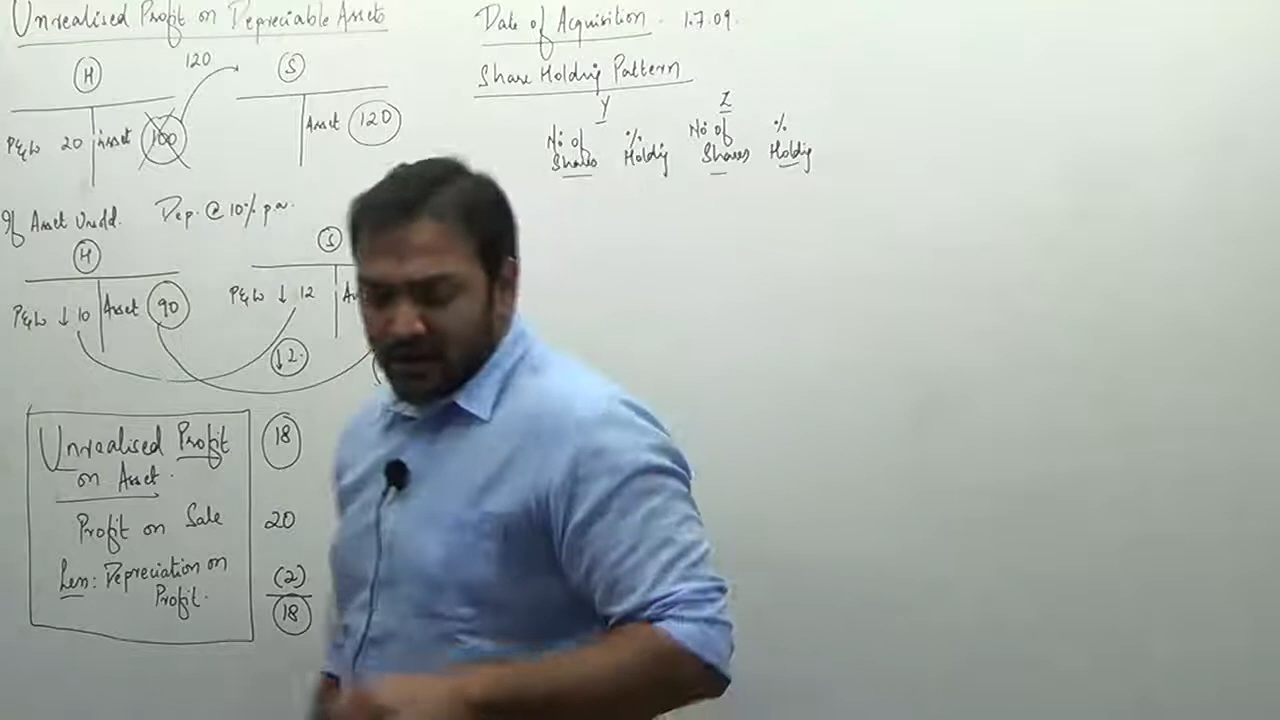 Unrealised Profit on Depreciable Assets
H
120
S
P&L 20 Asset 100
Asset 120
If Asset Unsold. Dep. @ 10% p.a.
H
S
P&L ↓ 10 Asset 90
P&L ↓ 12
↓2
Unrealised Profit 18
on Asset.
Profit on Sale 20
Less: Depreciation on
Profit. (2)
18
Date of Acquisition - 1.7.09.
Share Holding Pattern
Y Z
No: of % No: of %
Shares Holdig Shares Holdig